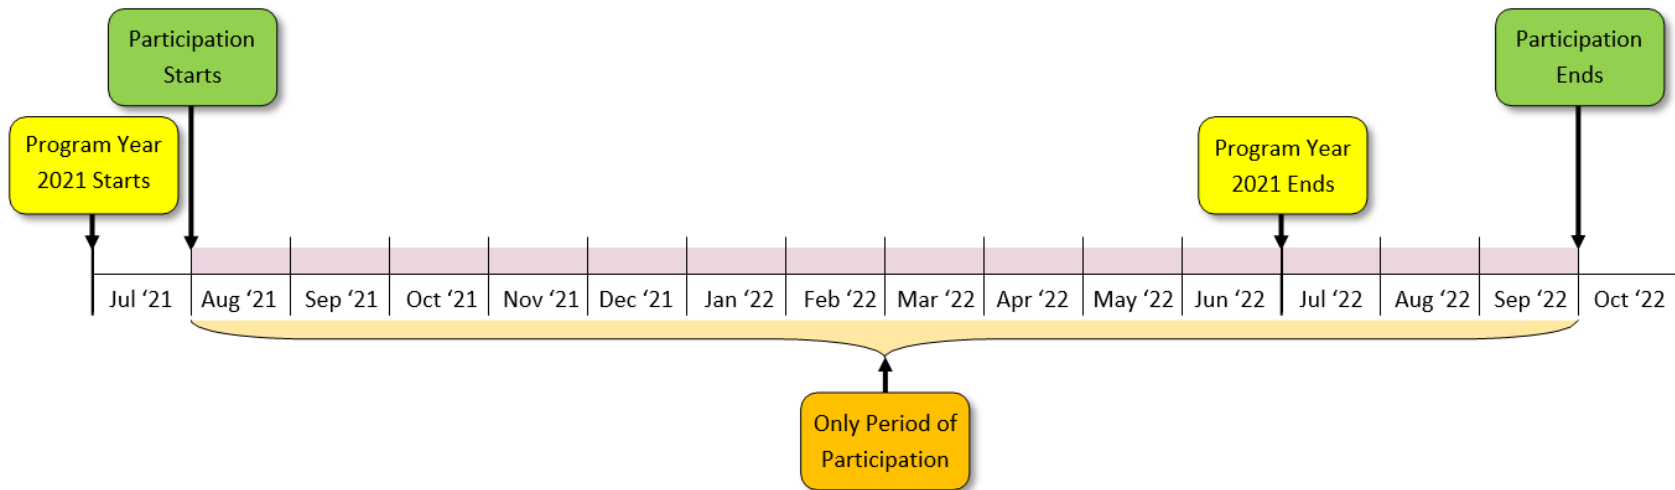 Participation
Starts
Participation
Ends
Program Year
2021 Starts
Program Year
2021 Ends
Jul ‘21 Aug ‘21 Sep ‘21 Oct ‘21 Nov ‘21 Dec ‘21 Jan ‘22 Feb ‘22 Mar ‘22 Apr ‘22 May ‘22 Jun ‘22 Jul ‘22 Aug ‘22 Sep ‘22 Oct ‘22
Only Period of
Participation